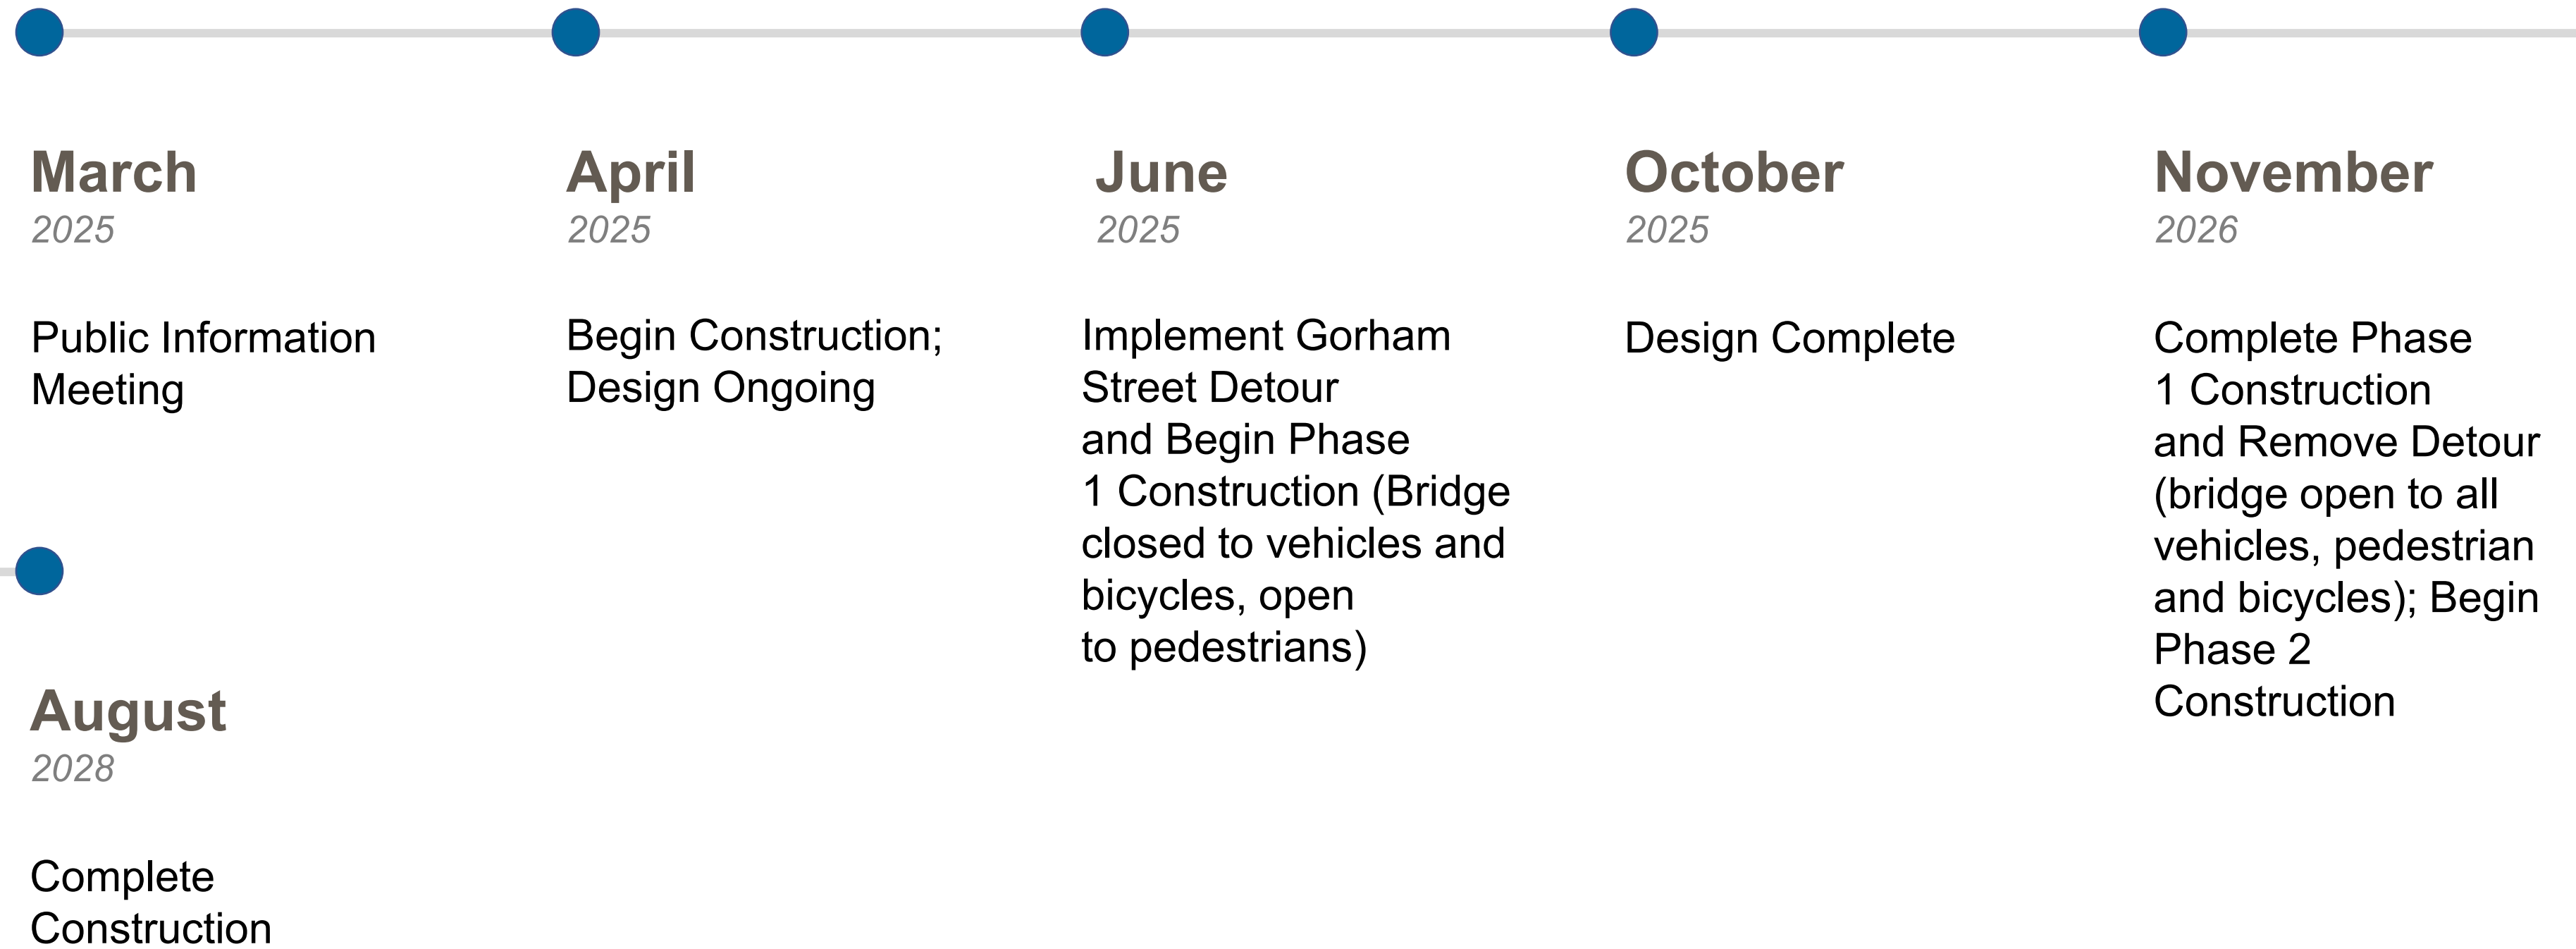 March
2025
Public Information
Meeting
April
2025
Begin Construction;
Design Ongoing
June
2025
Implement Gorham
Street Detour
and Begin Phase
1 Construction (Bridge
closed to vehicles and
bicycles, open
to pedestrians)
October
2025
Design Complete
November
2026
Complete Phase
1 Construction
and Remove Detour
(bridge open to all
vehicles, pedestrian
and bicycles); Begin
Phase 2
Construction
August
2028
Complete
Construction